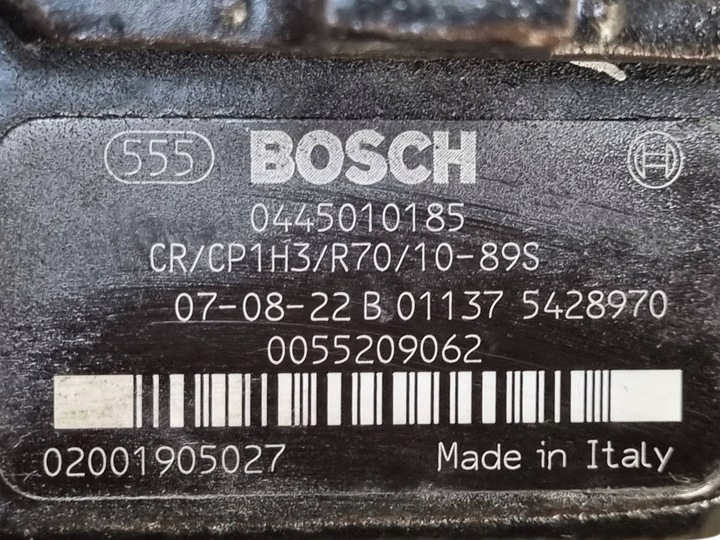 555 BOSCH
0445010185
CR/CP1H3/R70/10-89S
07-08-22 B 01137 5428970
0055209062
02001905027 Made in Italy